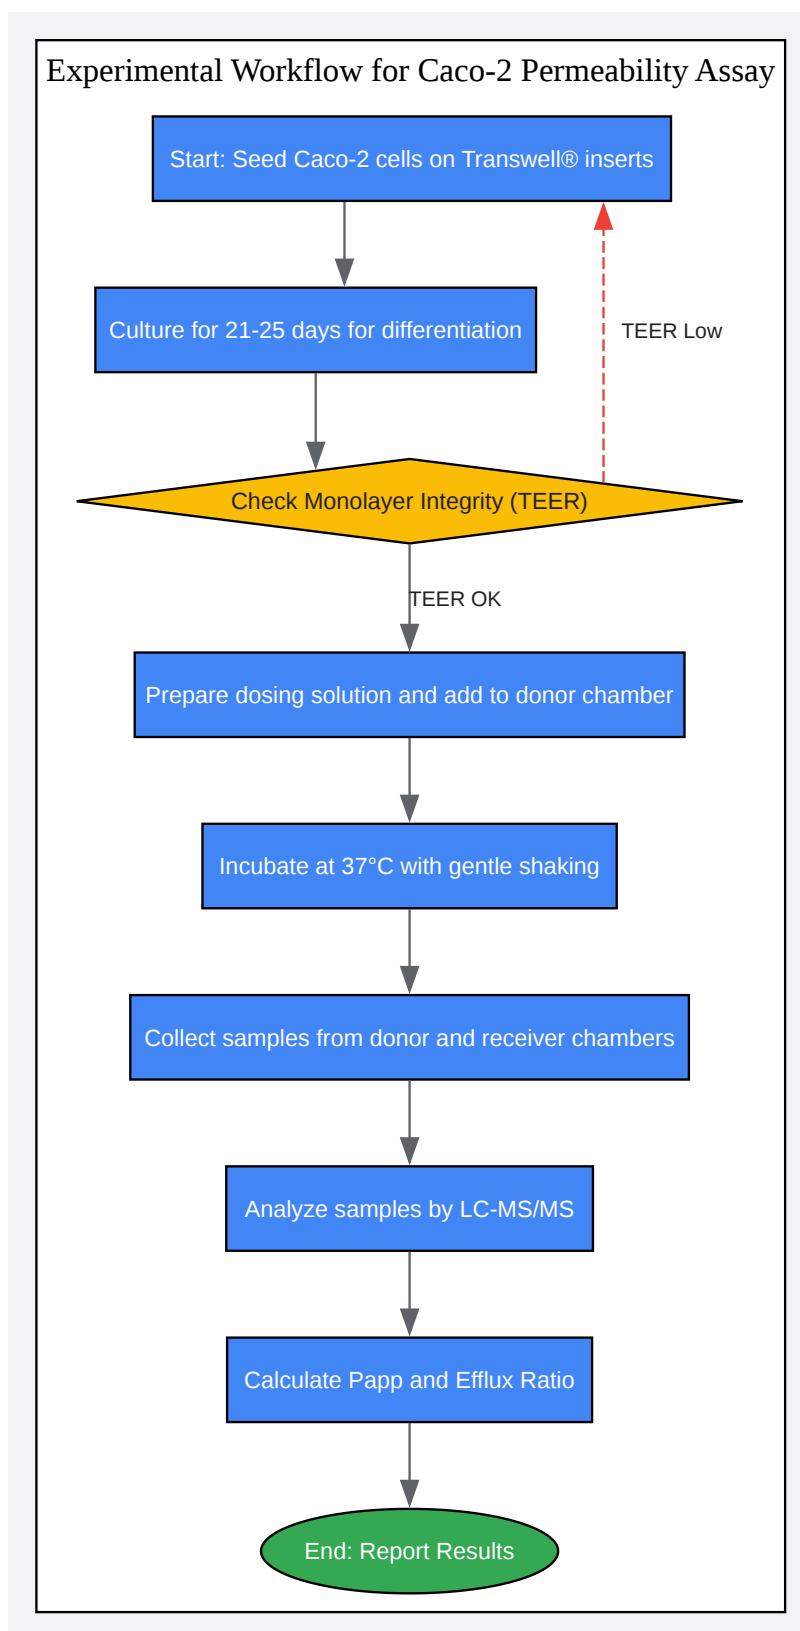 Experimental Workflow for Caco-2 Permeability Assay
Start: Seed Caco-2 cells on Transwell® inserts
Culture for 21-25 days for differentiation
TEER Low
Check Monolayer Integrity (TEER)
TEER OK
Prepare dosing solution and add to donor chamber
Incubate at 37°C with gentle shaking
Collect samples from donor and receiver chambers
Analyze samples by LC-MS/MS
Calculate Papp and Efflux Ratio
End: Report Results